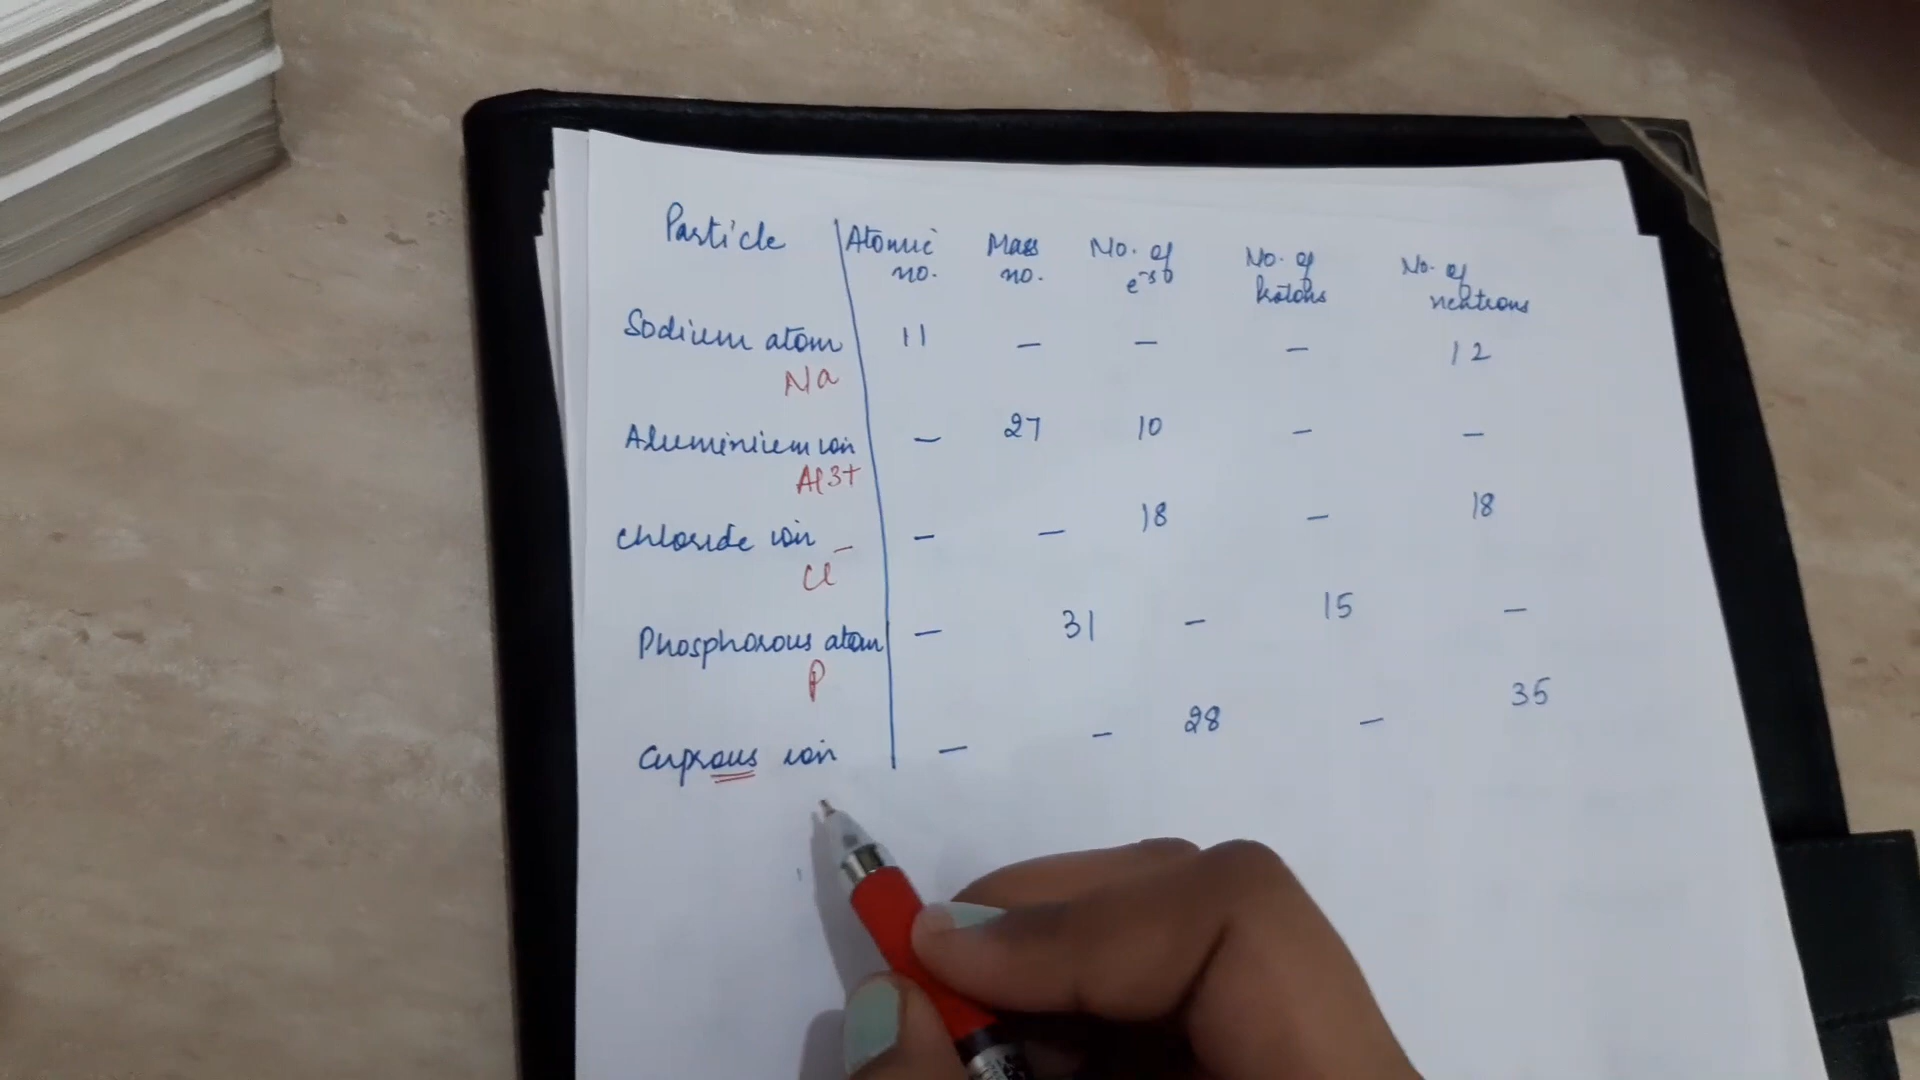 Particle Atomic no. Mass no. No. of e⁻s No. of protons No. of neutrons
Sodium atom 11 – – – 12
Na
Aluminium ion – 27 10 – –
Al3+
Chloride ion – – 18 – 18
Cl⁻
Phosphorous atom – 31 – 15 –
P
Cuprous ion – – 28 – 35